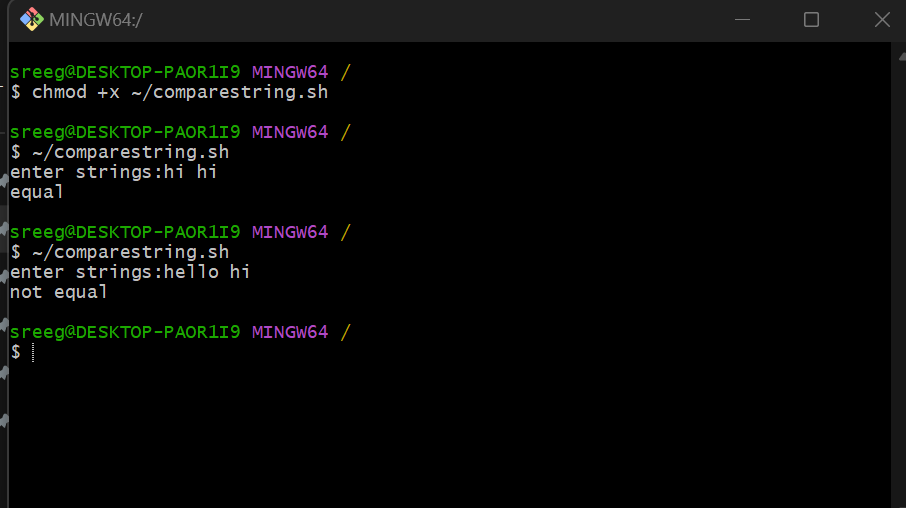 MINGW64:/
sreeg@DESKTOP-PAOR1I9 MINGW64 /
$ chmod +x ~/comparestring.sh
sreeg@DESKTOP-PAOR1I9 MINGW64 /
$ ~/comparestring.sh
enter strings:hi hi
equal
sreeg@DESKTOP-PAOR1I9 MINGW64 /
$ ~/comparestring.sh
enter strings:hello hi
not equal
sreeg@DESKTOP-PAOR1I9 MINGW64 /
$